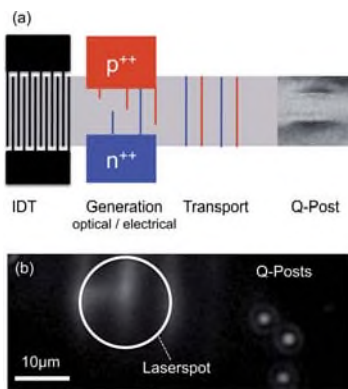 (a)
p++
n++
IDT Generation Transport Q-Post
optical / electrical
(b) Q-Posts
Laserspot
10μm